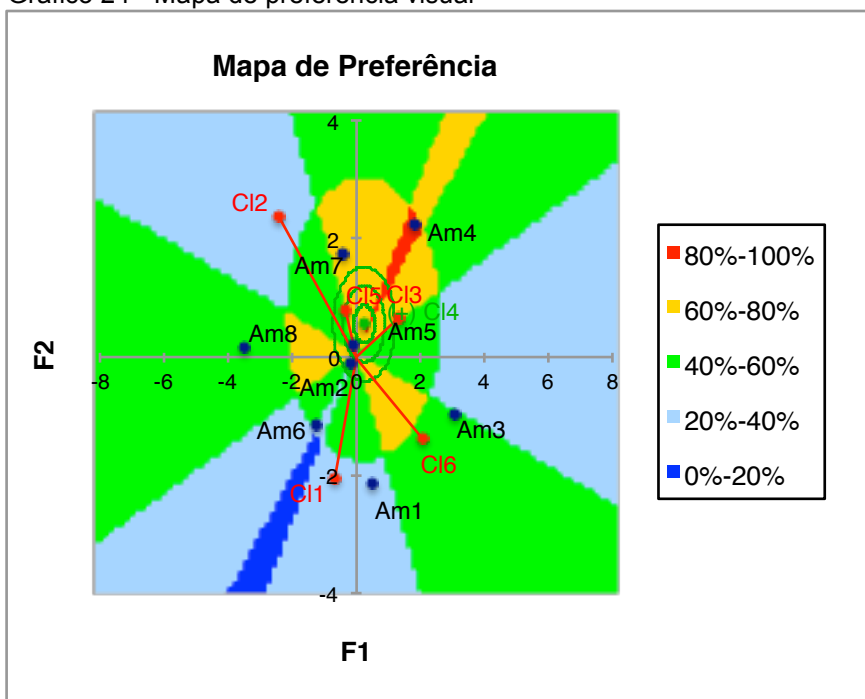 Gráfico 24 - Mapa de preferência visual
Mapa de Preferência
4
Cl2
2
Am4
Am7
Cl5
Cl3
Cl4
Am5
Am8
0
-8
-6
-4
-2
0
2
4
6
8
Am2
Am6
Am3
Cl6
-2
Cl1
Am1
-4
F2
F1
80%-100%
60%-80%
40%-60%
20%-40%
0%-20%